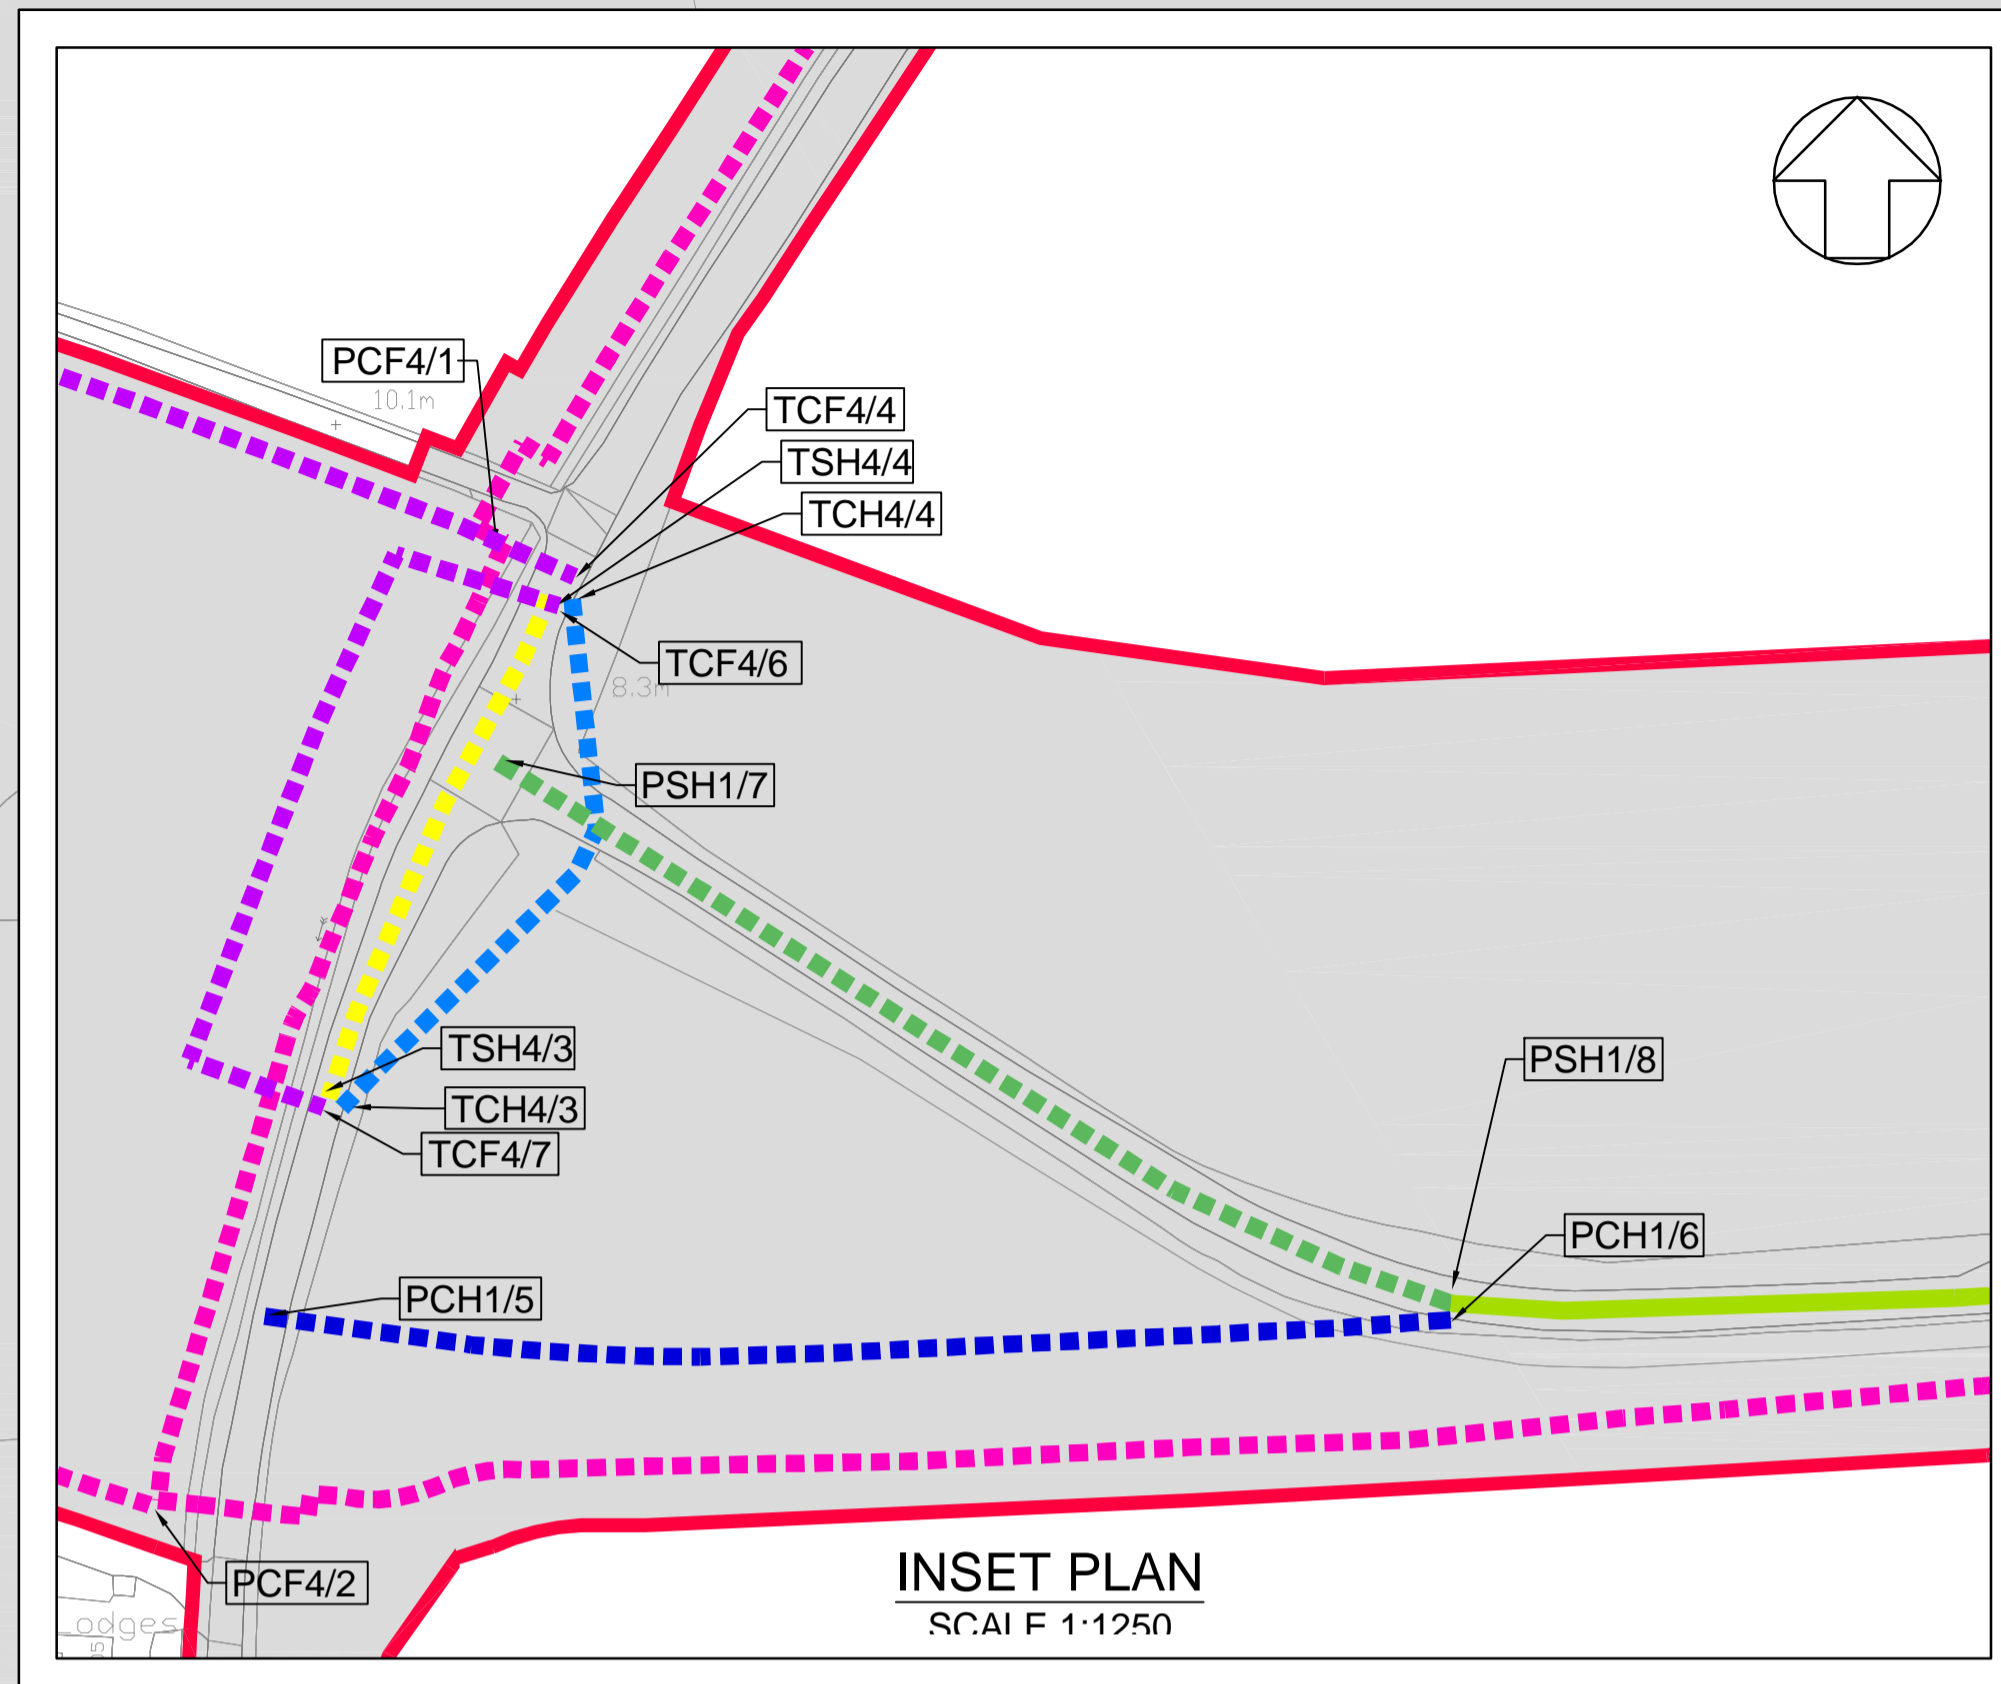 PCF4/1
10.1m
TCF4/4
TSH4/4
TCH4/4
TCF4/6
8.3m
PSH1/7
TSH4/3
TCH4/3
TCF4/7
PSH1/8
PCH1/6
PCH1/5
PCF4/2
INSET PLAN
SCALE 1:1250
odges